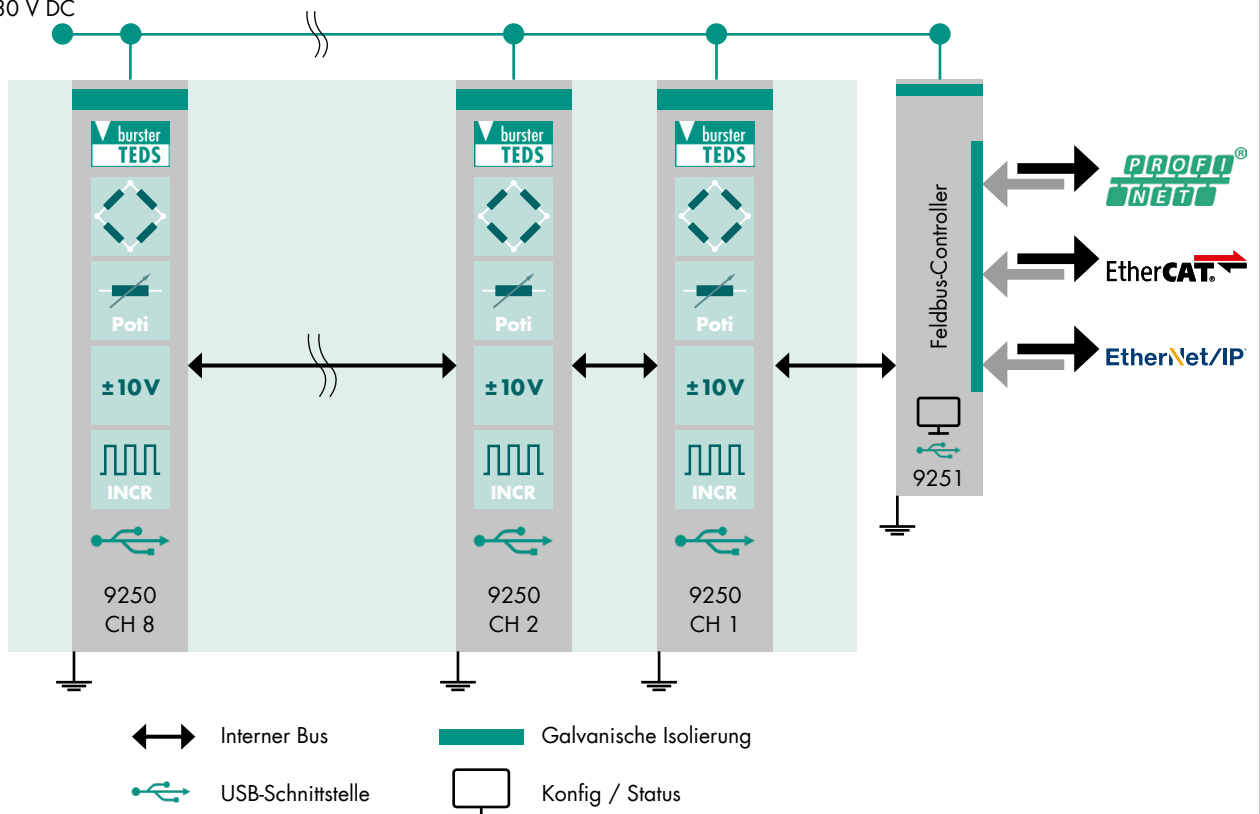 30 V DC
burster
TEDS
burster
TEDS
burster
TEDS
Poti
Poti
Poti
±10V
±10V
±10V
INCR
INCR
INCR
9250
CH 8
9250
CH 2
9250
CH 1
Feldbus-Controller
9251
PROFI®
NET
EtherCAT®
EtherNet/IP
Interner Bus
Galvanische Isolierung
USB-Schnittstelle
Konfig / Status